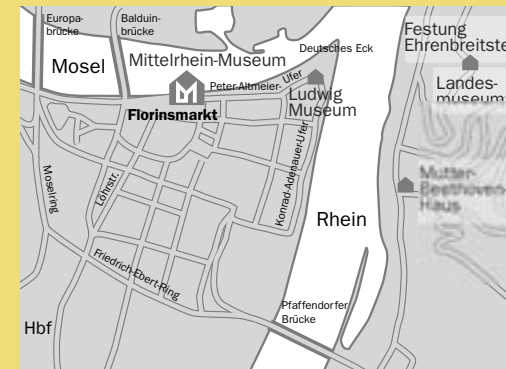 Europa-
brücke
Balduin-
brücke
Mosel
Mittelrhein-Museum
Deutsches Eck
Festung
Ehrenbreitste
Peter-Altmeier-Ufer
Florinsmarkt
Ludwig
Museum
Landes-
museum
Konrad-Adenauer-Ufer
Moselring
Löhrstr.
Mutter-
Beethoven-
Haus
Rhein
Friedrich-Ebert-Ring
Pfaffendorfer
Brücke
Hbf